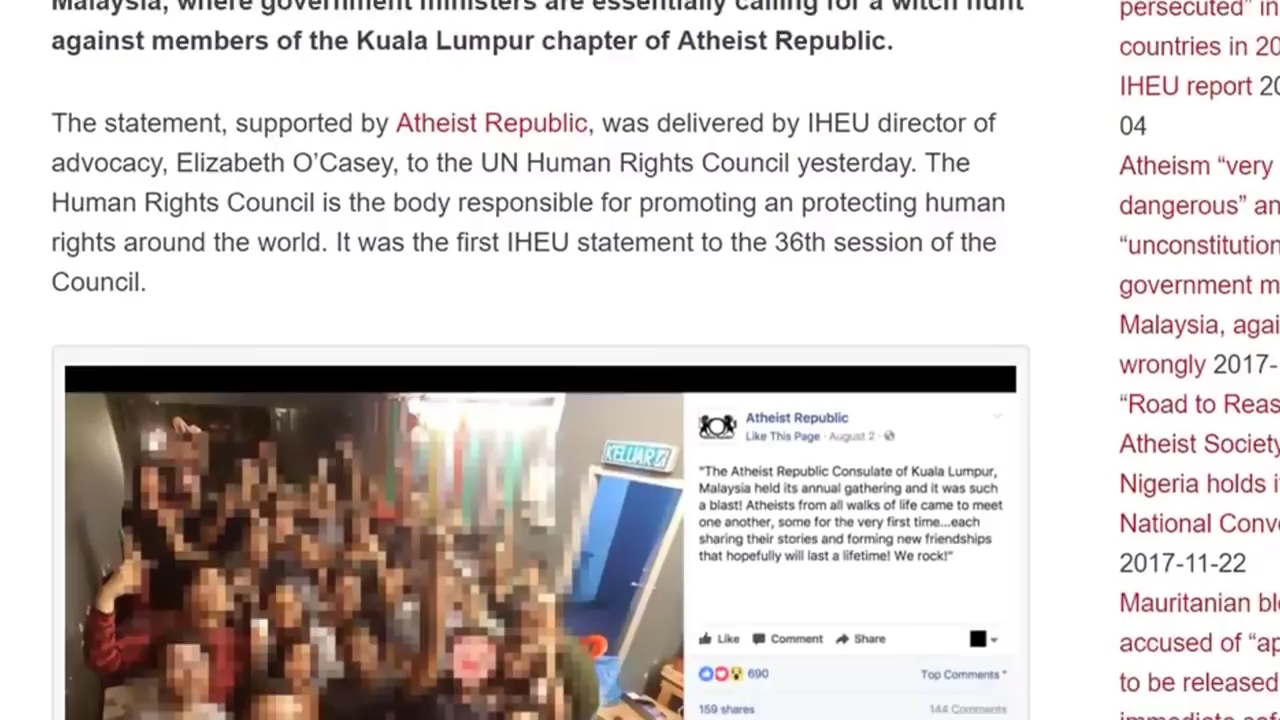 Malaysia, where government ministers are essentially calling for a witch hunt
against members of the Kuala Lumpur chapter of Atheist Republic.
The statement, supported by Atheist Republic, was delivered by IHEU director of
advocacy, Elizabeth O’Casey, to the UN Human Rights Council yesterday. The
Human Rights Council is the body responsible for promoting an protecting human
rights around the world. It was the first IHEU statement to the 36th session of the
Council.
KELUAR
Atheist Republic
Like This Page · August 2 ·
"The Atheist Republic Consulate of Kuala Lumpur,
Malaysia held its annual gathering and it was such
a blast! Atheists from all walks of life came to meet
one another, some for the very first time...each
sharing their stories and forming new friendships
that hopefully will last a lifetime! We rock!"
Like Comment Share
690 Top Comments
159 shares 144 Comments
persecuted” in
countries in 20
IHEU report 20
04
Atheism “very
dangerous” an
“unconstitution
government m
Malaysia, agai
wrongly 2017-
“Road to Reas
Atheist Society
Nigeria holds i
National Conv
2017-11-22
Mauritanian bl
accused of “ap
to be released